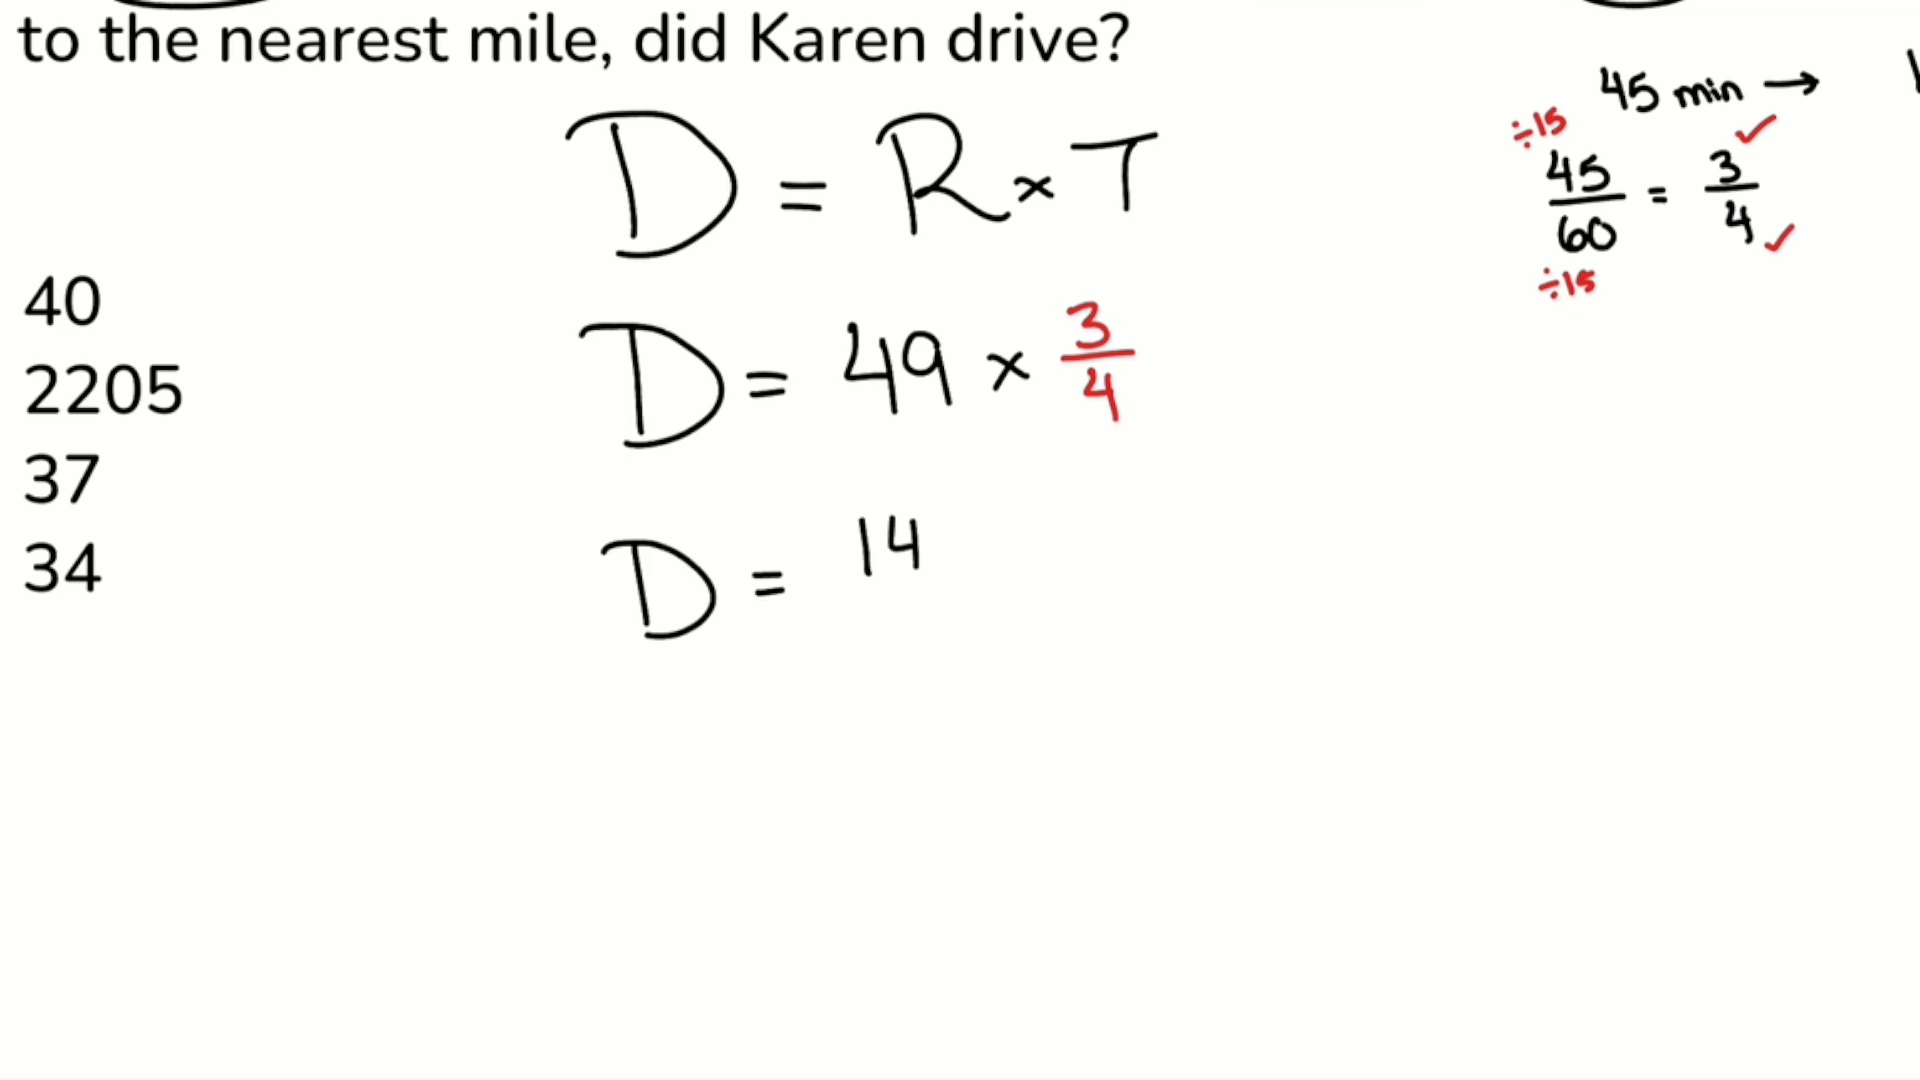 to the nearest mile, did Karen drive?
45 min →
÷15
45/60 = 3/4
÷15
D = R × T
D = 49 × 3/4
D = 14
40
2205
37
34